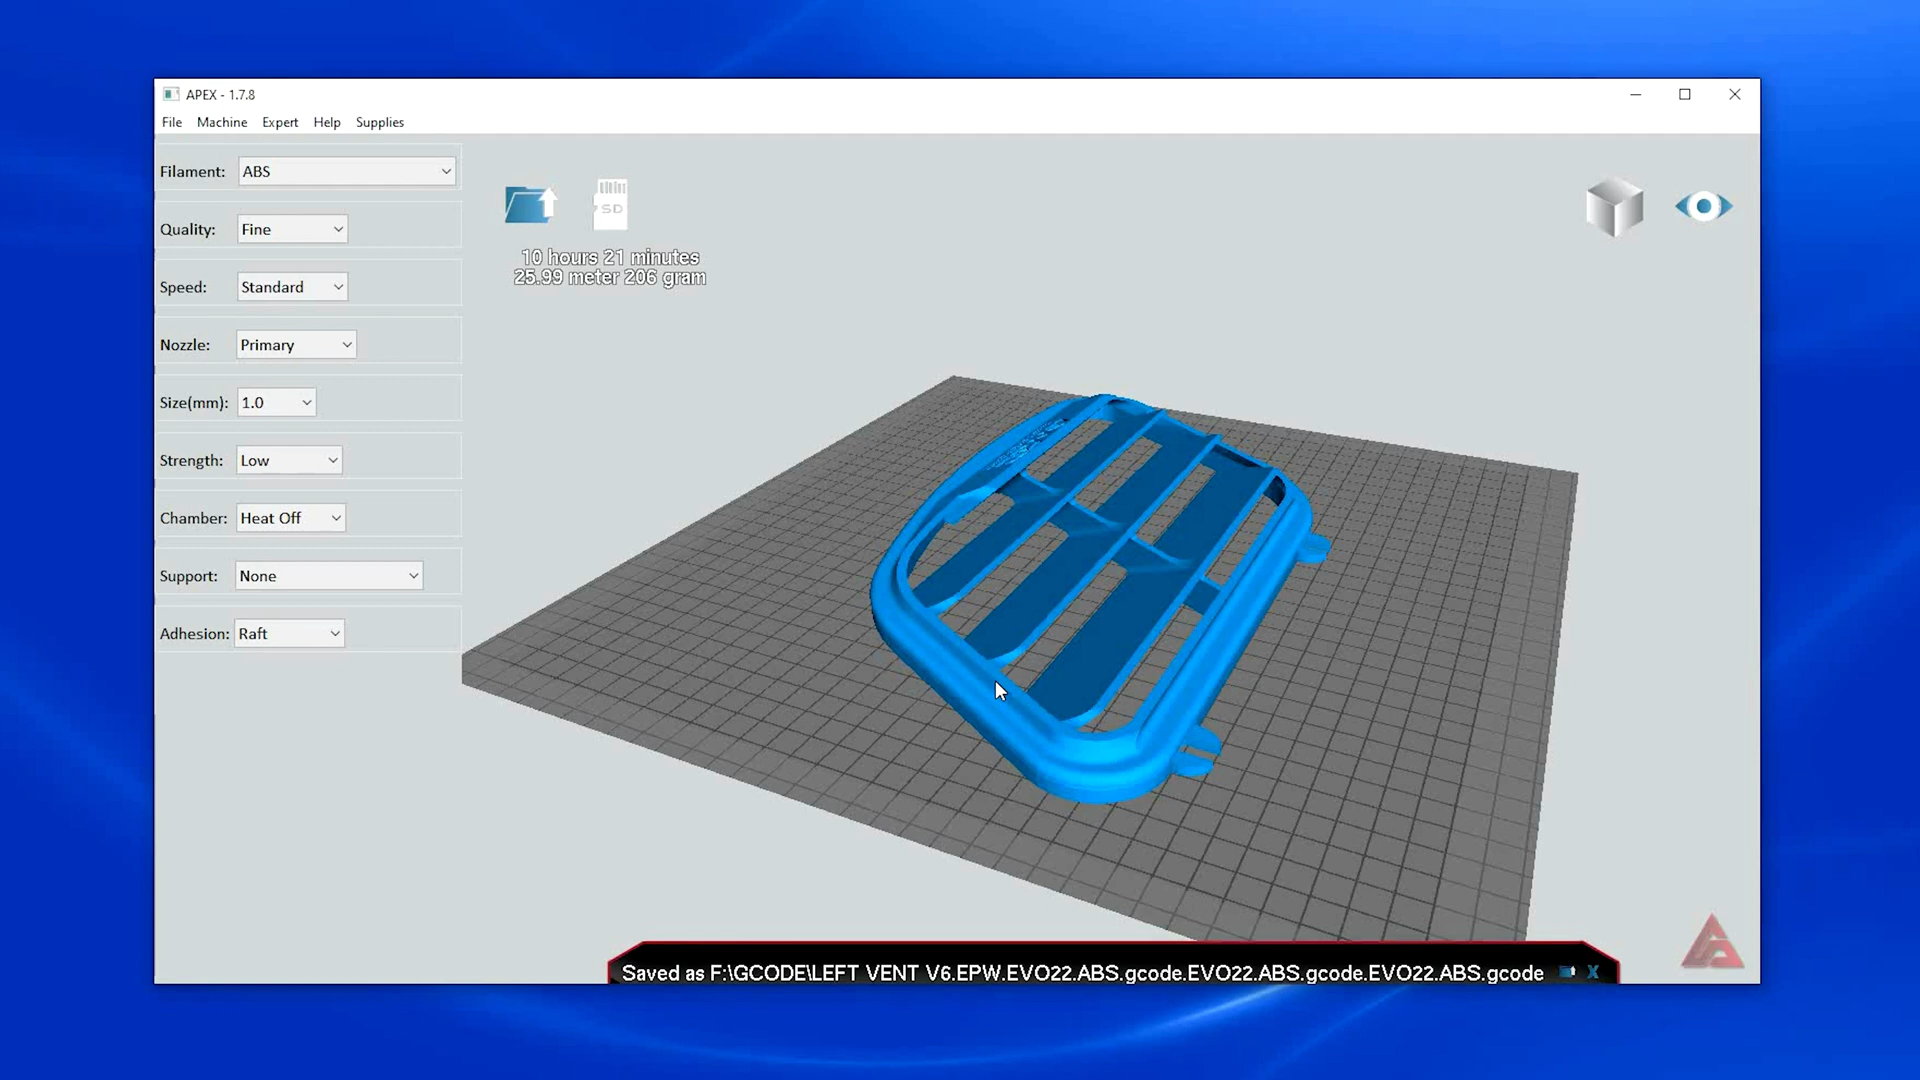 APEX - 1.7.8
File Machine Expert Help Supplies
Filament: ABS
Quality: Fine
Speed: Standard
Nozzle: Primary
Size(mm): 1.0
Strength: Low
Chamber: Heat Off
Support: None
Adhesion: Raft
SD
10 hours 21 minutes
25.99 meter 206 gram
Saved as F:\GCODE\LEFT VENT V6.EPW.EVO22.ABS.gcode.EVO22.ABS.gcode.EVO22.ABS.gcode X